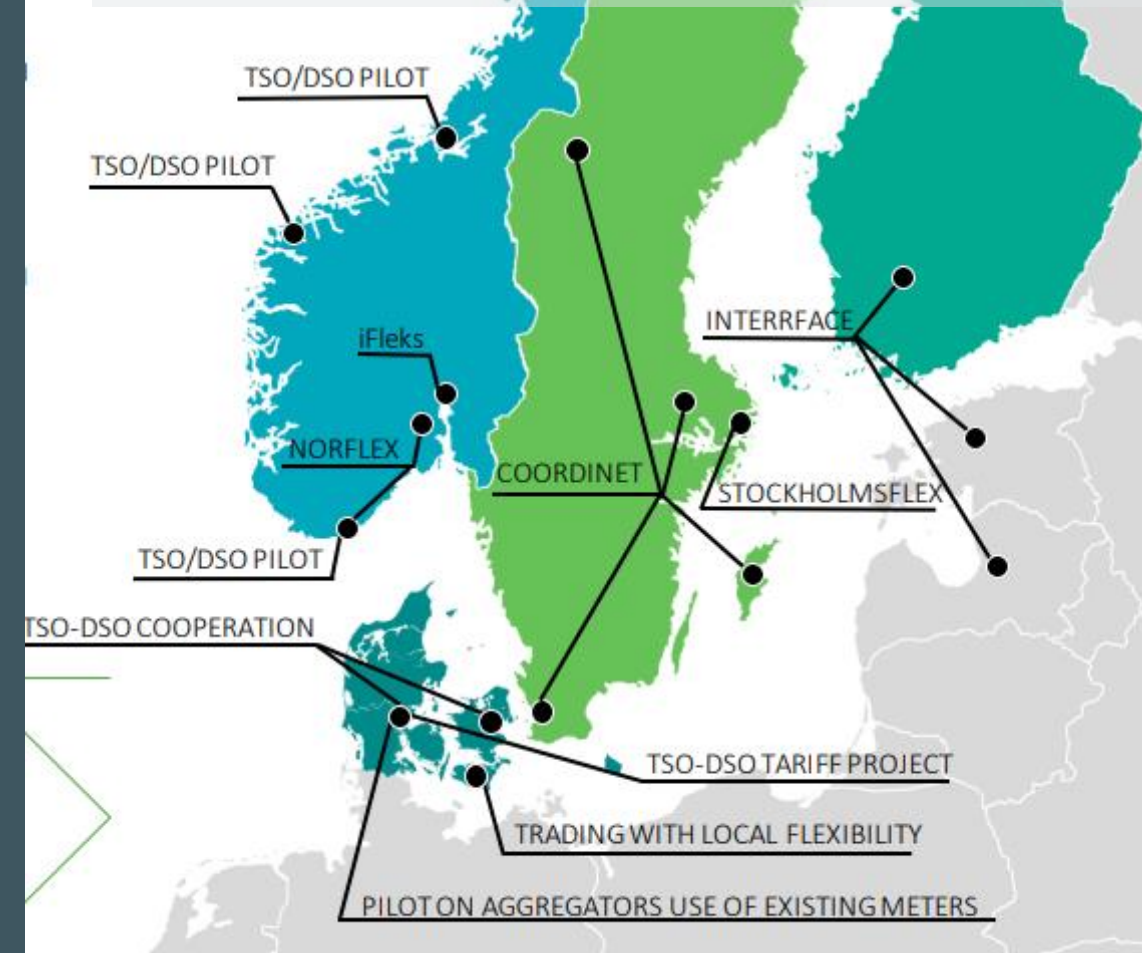 TSO/DSO PILOT
TSO/DSO PILOT
INTERRFACE
iFleks
NORFLEX
COORDINET
STOCKHOLMSFLEX
TSO/DSO PILOT
TSO-DSO COOPERATION
TSO-DSO TARIFF PROJECT
TRADING WITH LOCAL FLEXIBILITY
PILOT ON AGGREGATORS USE OF EXISTING METERS